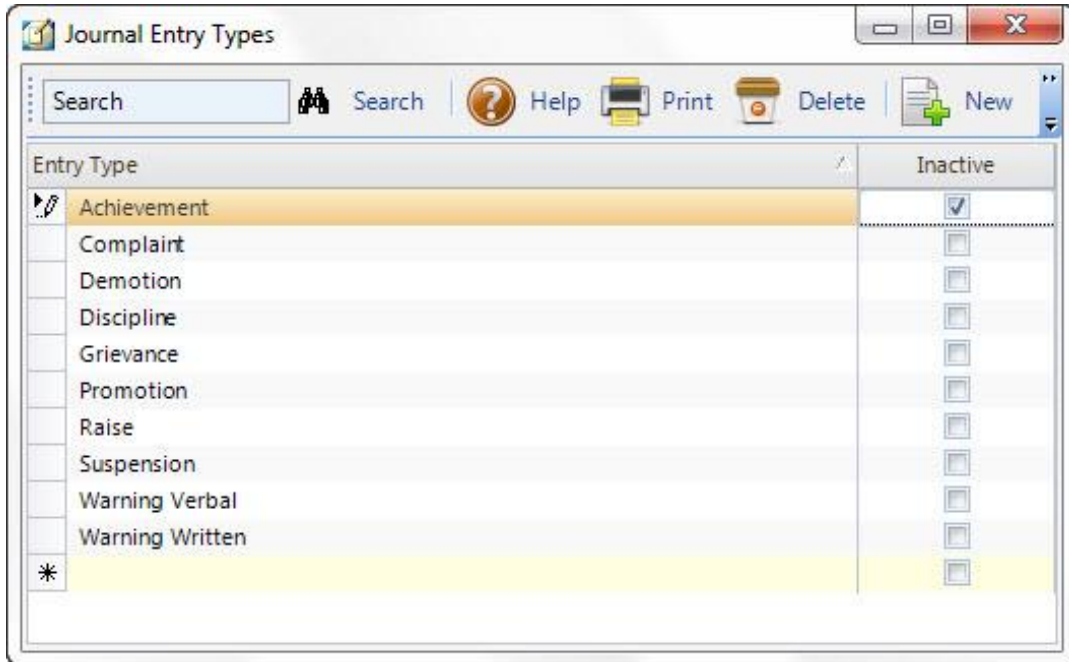 Journal Entry Types
Search Search Help Print Delete New
Entry Type Inactive
Achievement
Complaint
Demotion
Discipline
Grievance
Promotion
Raise
Suspension
Warning Verbal
Warning Written